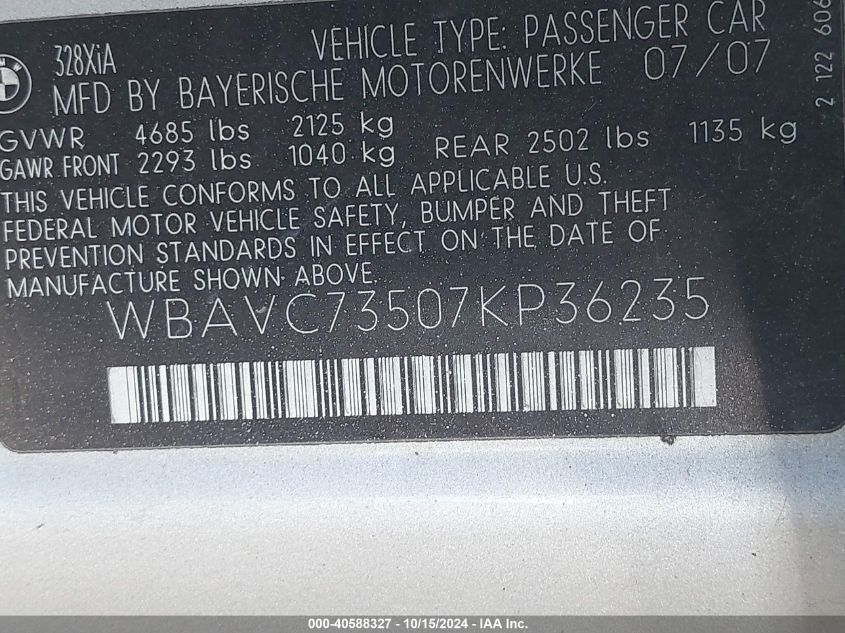 328XiA
VEHICLE TYPE: PASSENGER CAR
MFD BY BAYERISCHE MOTORENWERKE 07/07
GVWR 4685 lbs 2125 kg
GAWR FRONT 2293 lbs 1040 kg REAR 2502 lbs 1135 kg
THIS VEHICLE CONFORMS TO ALL APPLICABLE U.S.
FEDERAL MOTOR VEHICLE SAFETY, BUMPER AND THEFT
PREVENTION STANDARDS IN EFFECT ON THE DATE OF
MANUFACTURE SHOWN ABOVE.
WBAVC73507KP36235
2 122 606
000-40588327 - 10/15/2024 - IAA Inc.